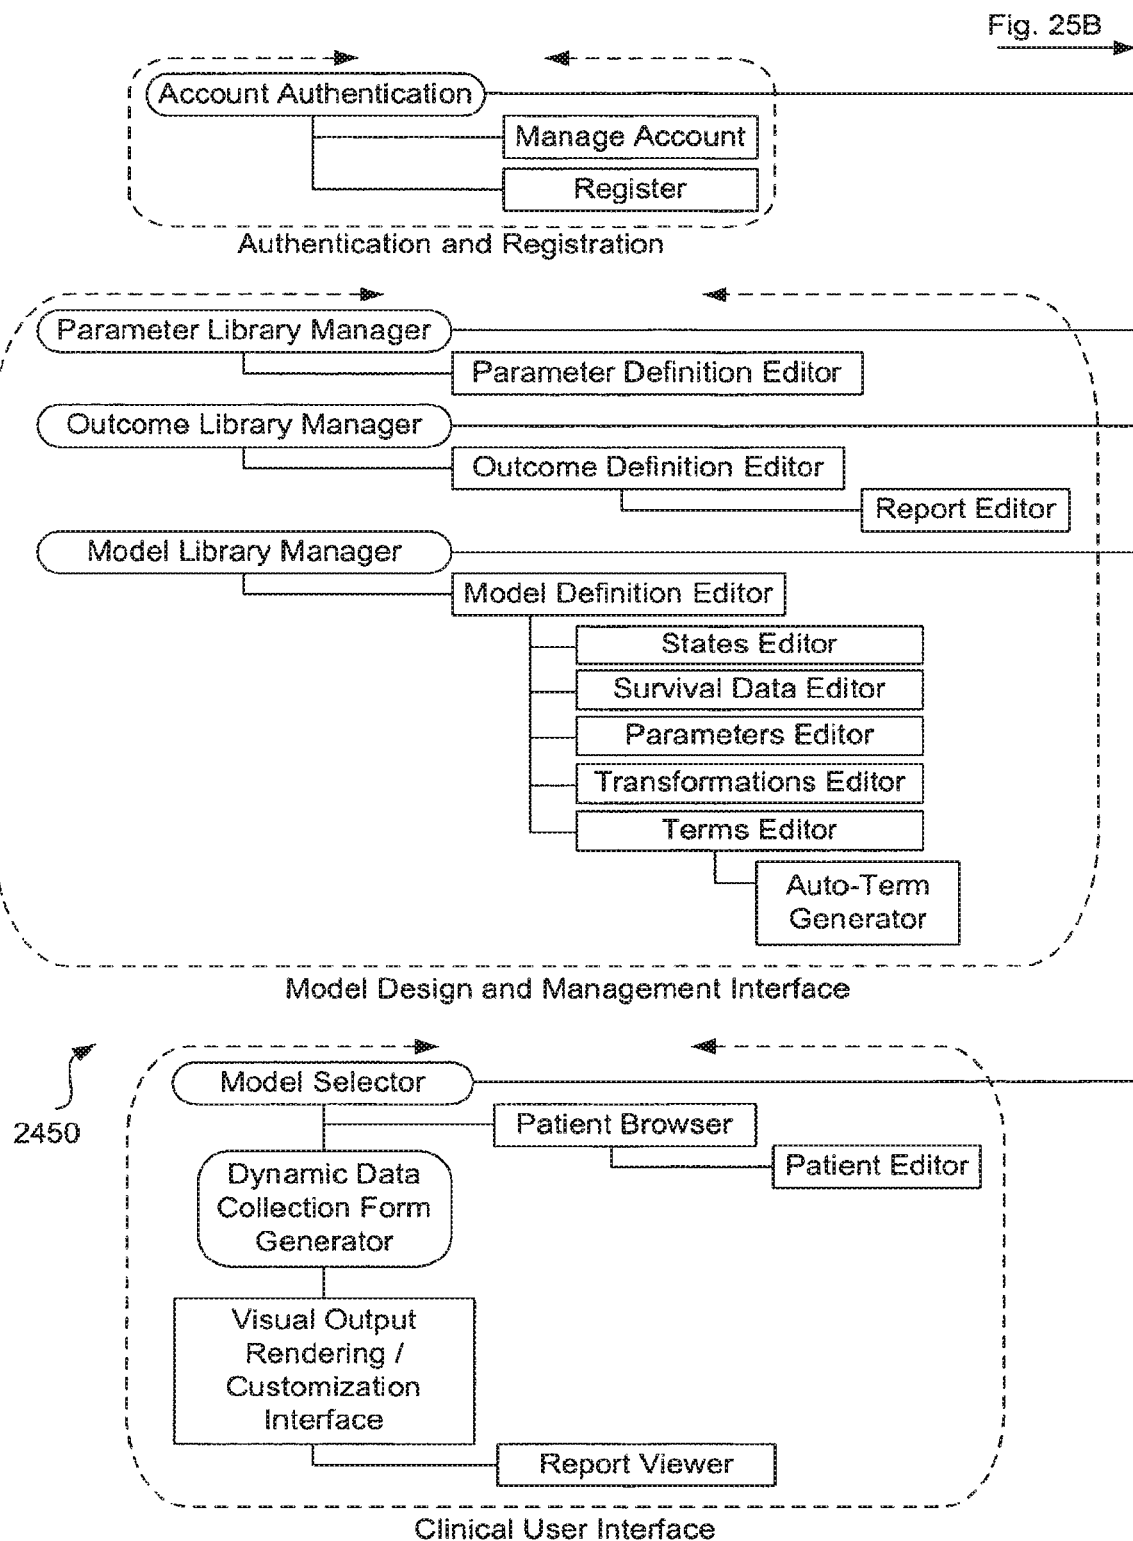 Fig. 25B
Account Authentication
Manage Account
Register
Authentication and Registration
Parameter Library Manager
Parameter Definition Editor
Outcome Library Manager
Outcome Definition Editor
Report Editor
Model Library Manager
Model Definition Editor
States Editor
Survival Data Editor
Parameters Editor
Transformations Editor
Terms Editor
Auto-Term
Generator
Model Design and Management Interface
2450
Model Selector
Patient Browser
Patient Editor
Dynamic Data
Collection Form
Generator
Visual Output
Rendering /
Customization
Interface
Report Viewer
Clinical User Interface